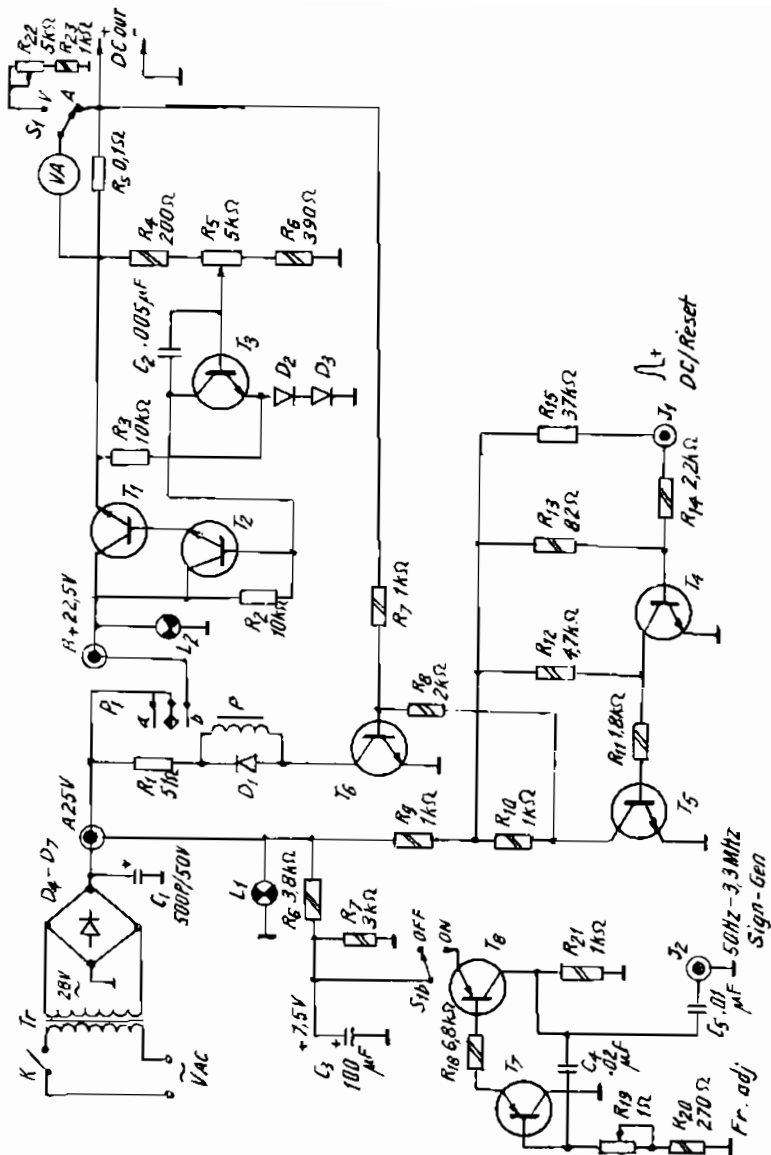 K
Tr
~
VAC
28V
~
D4-D7
C1
500P/50V
+
A25V
R1
51Ω
D1
P1
a
b
P
B+22,5V
L2
R2
10kΩ
T1
T2
R3
10kΩ
C2 .005μF
T3
D2
D3
R4
200Ω
R5
5kΩ
R6
390Ω
VA
R5 0,1Ω
S1
V
A
R22
5kΩ
R23
1kΩ
+
DC OUT
-
L1
R6 3,8kΩ
R7
3kΩ
+7,5V
C3
100
μF
+
S1b
OFF
ON
T6
R7 1kΩ
R8
2kΩ
R9
1kΩ
R10
1kΩ
R11 1,8kΩ
R12
4,7kΩ
R13
82Ω
R15
37kΩ
R14 2,2kΩ
J1
+
DC/Reset
T4
T5
T8
R18 6,8kΩ
T7
R21
1kΩ
C4
.02
μF
C5 .01
μF
J2
50Hz-3,3MHz
Sign-Gen
R19
1Ω
R20
270Ω
Fr. adj